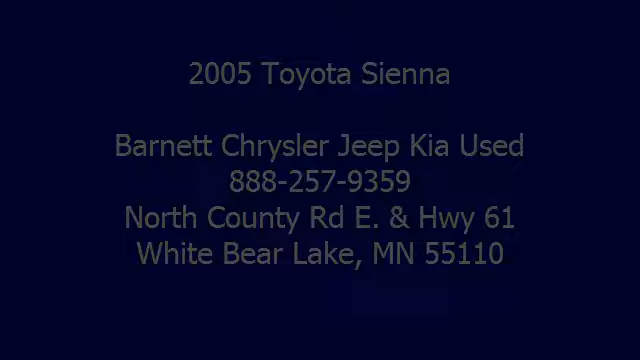 2005 Toyota Sienna
Barnett Chrysler Jeep Kia Used
888-257-9359
North County Rd E. & Hwy 61
White Bear Lake, MN 55110